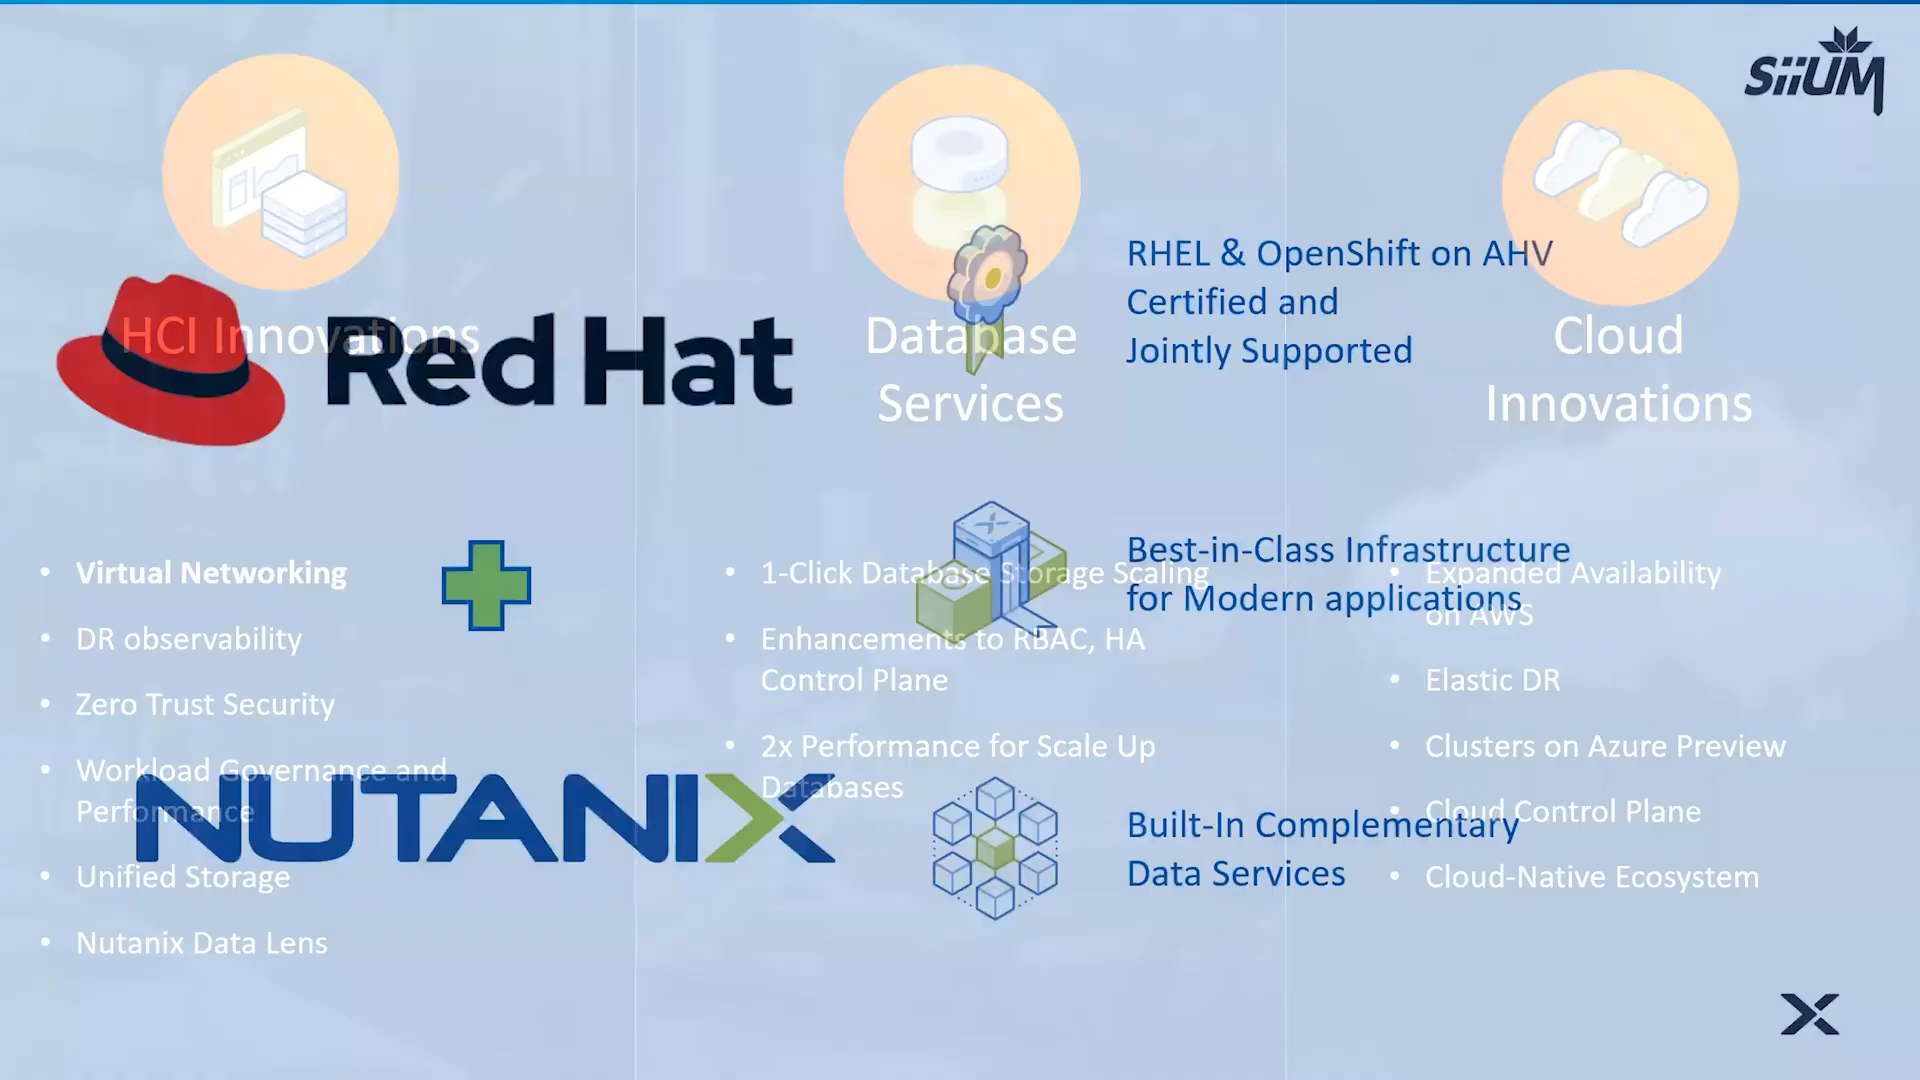 SiiUM
HCI Innovations
Virtual Networking
DR observability
Zero Trust Security
Workload Governance and
Performance
Unified Storage
Nutanix Data Lens
Database
Services
1-Click Database Storage Scaling
Enhancements to RBAC, HA
Control Plane
2x Performance for Scale Up
Databases
Cloud
Innovations
Expanded Availability
on AWS
Elastic DR
Clusters on Azure Preview
Cloud Control Plane
Cloud-Native Ecosystem
Red Hat
NUTANIX
RHEL & OpenShift on AHV
Certified and
Jointly Supported
Best-in-Class Infrastructure
for Modern applications
Built-In Complementary
Data Services